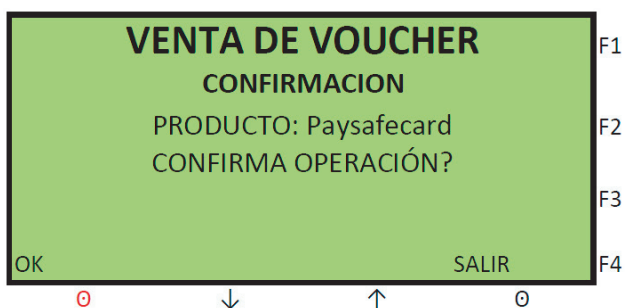 VENTA DE VOUCHER
F1
CONFIRMACION
PRODUCTO: Paysafecard
F2
CONFIRMA OPERACIÓN?
F3
OK SALIR
F4
ʘ ↓ ↑ ʘ